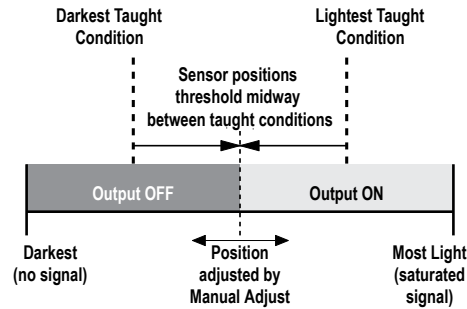 Darkest Taught
Condition
Lightest Taught
Condition
Sensor positions
threshold midway
between taught conditions
Output OFF
Output ON
Darkest
(no signal)
Position
adjusted by
Manual Adjust
Most Light
(saturated
signal)